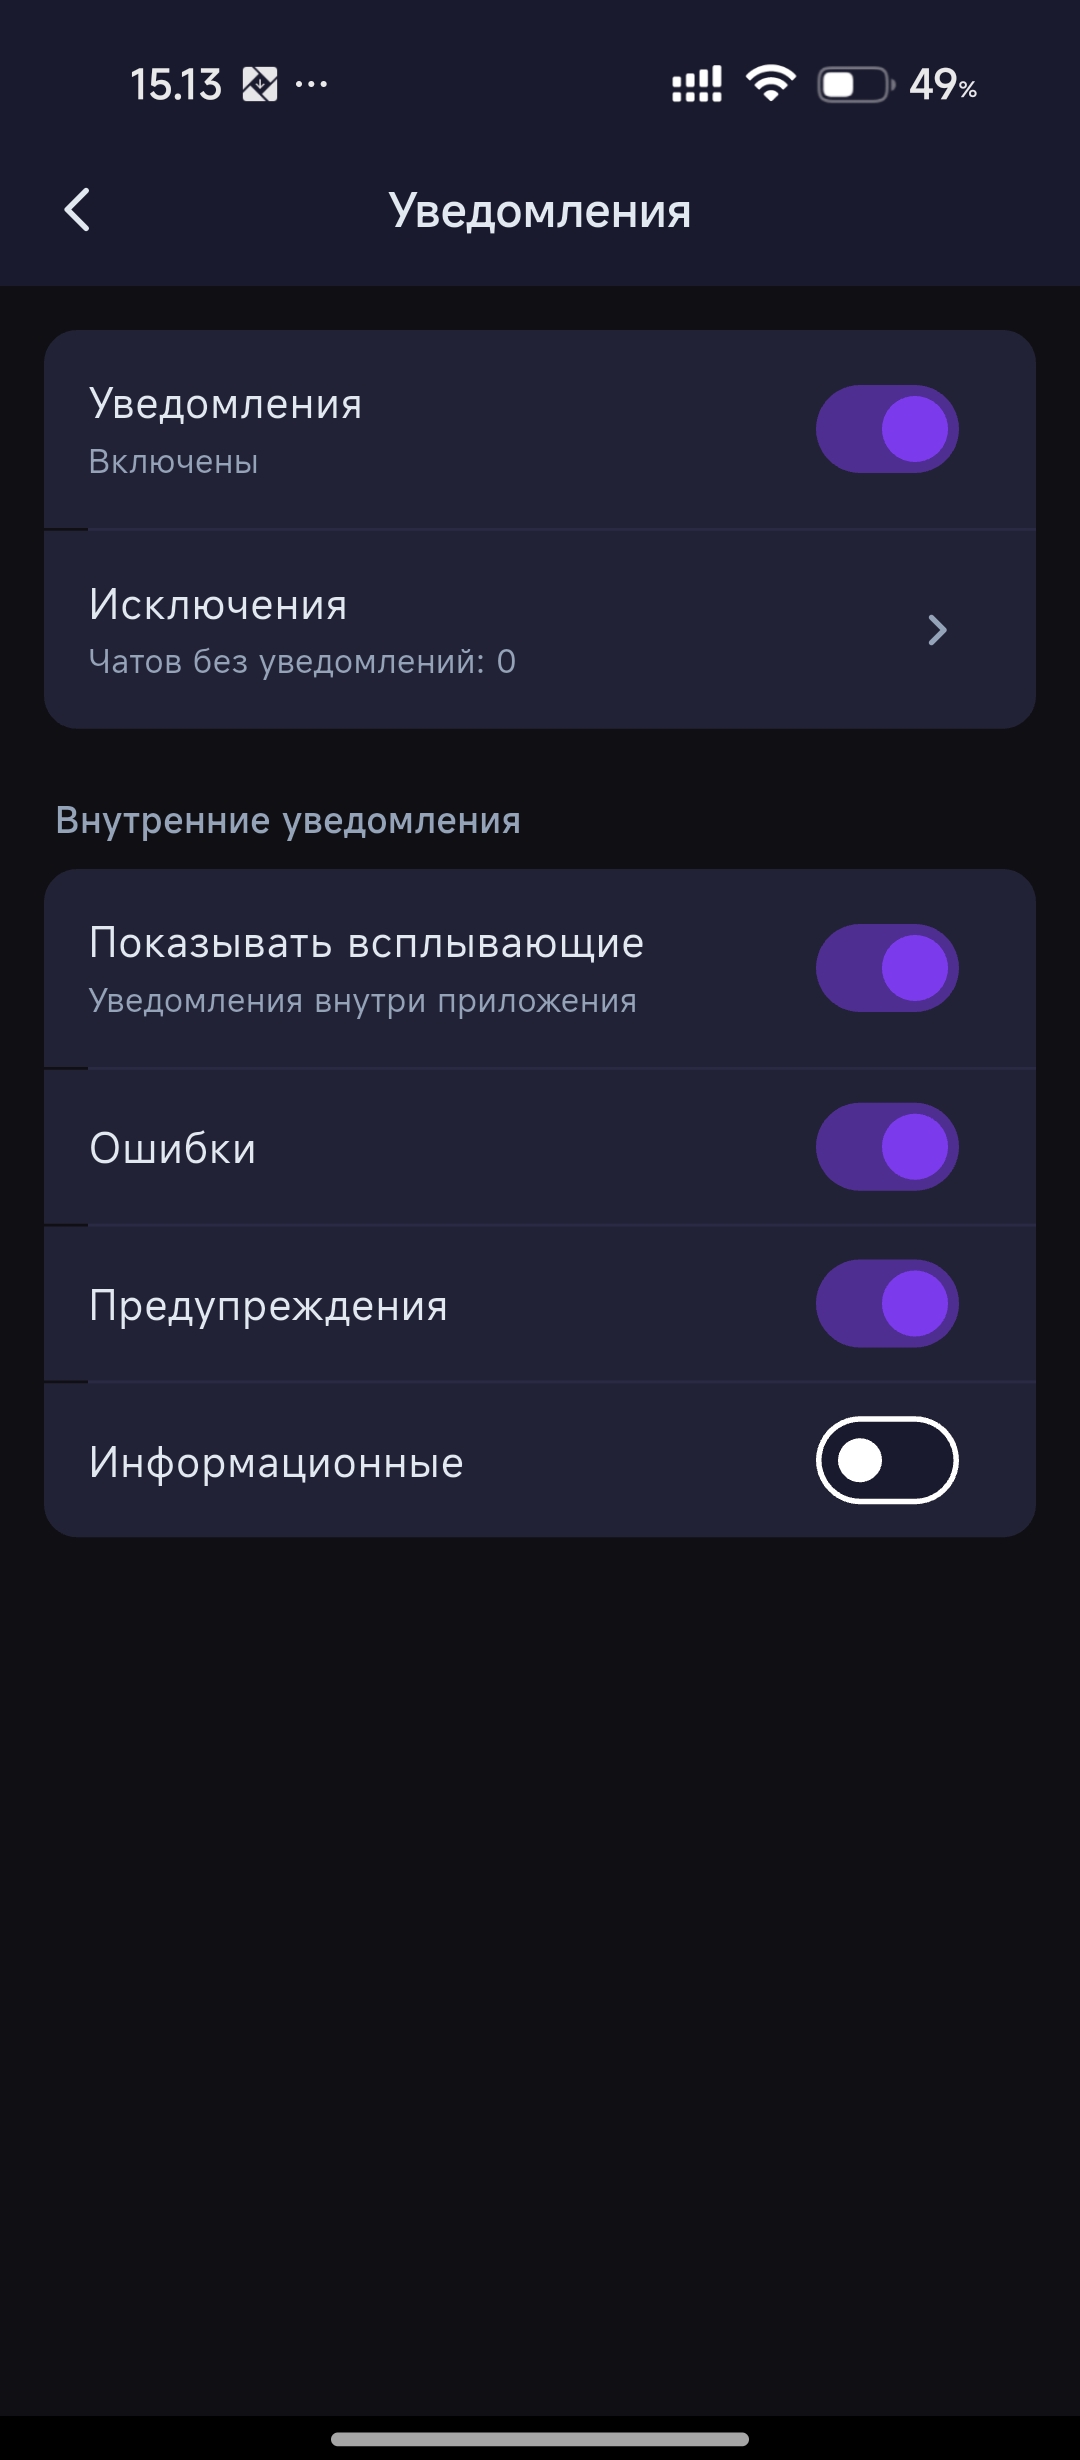 15.13
49%
Уведомления
Уведомления
Включены
Исключения
Чатов без уведомлений: 0
Внутренние уведомления
Показывать всплывающие
Уведомления внутри приложения
Ошибки
Предупреждения
Информационные